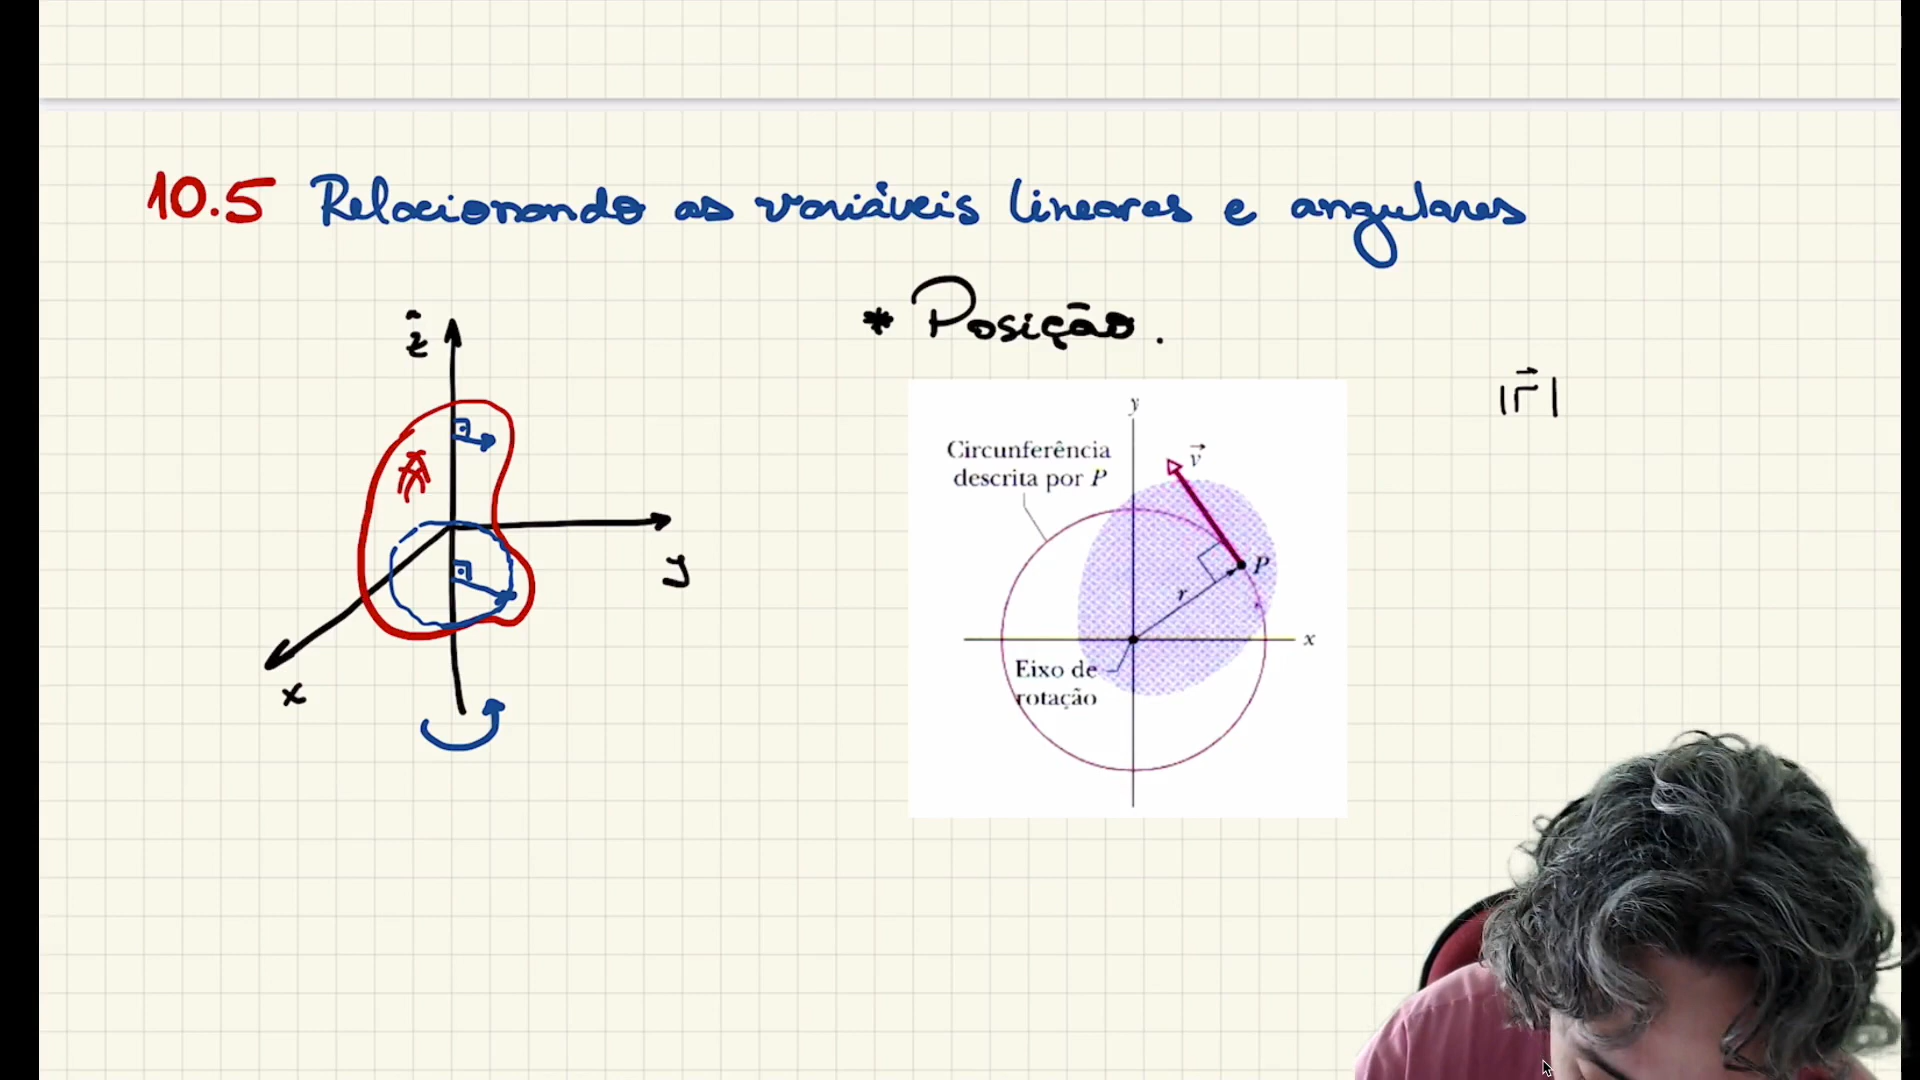 10.5 Relacionando as variáveis lineares e angulares
* Posição.
ẑ
y
x
|r⃗|
y
Circunferência
descrita por P
v⃗
P
r
x
Eixo de
rotação